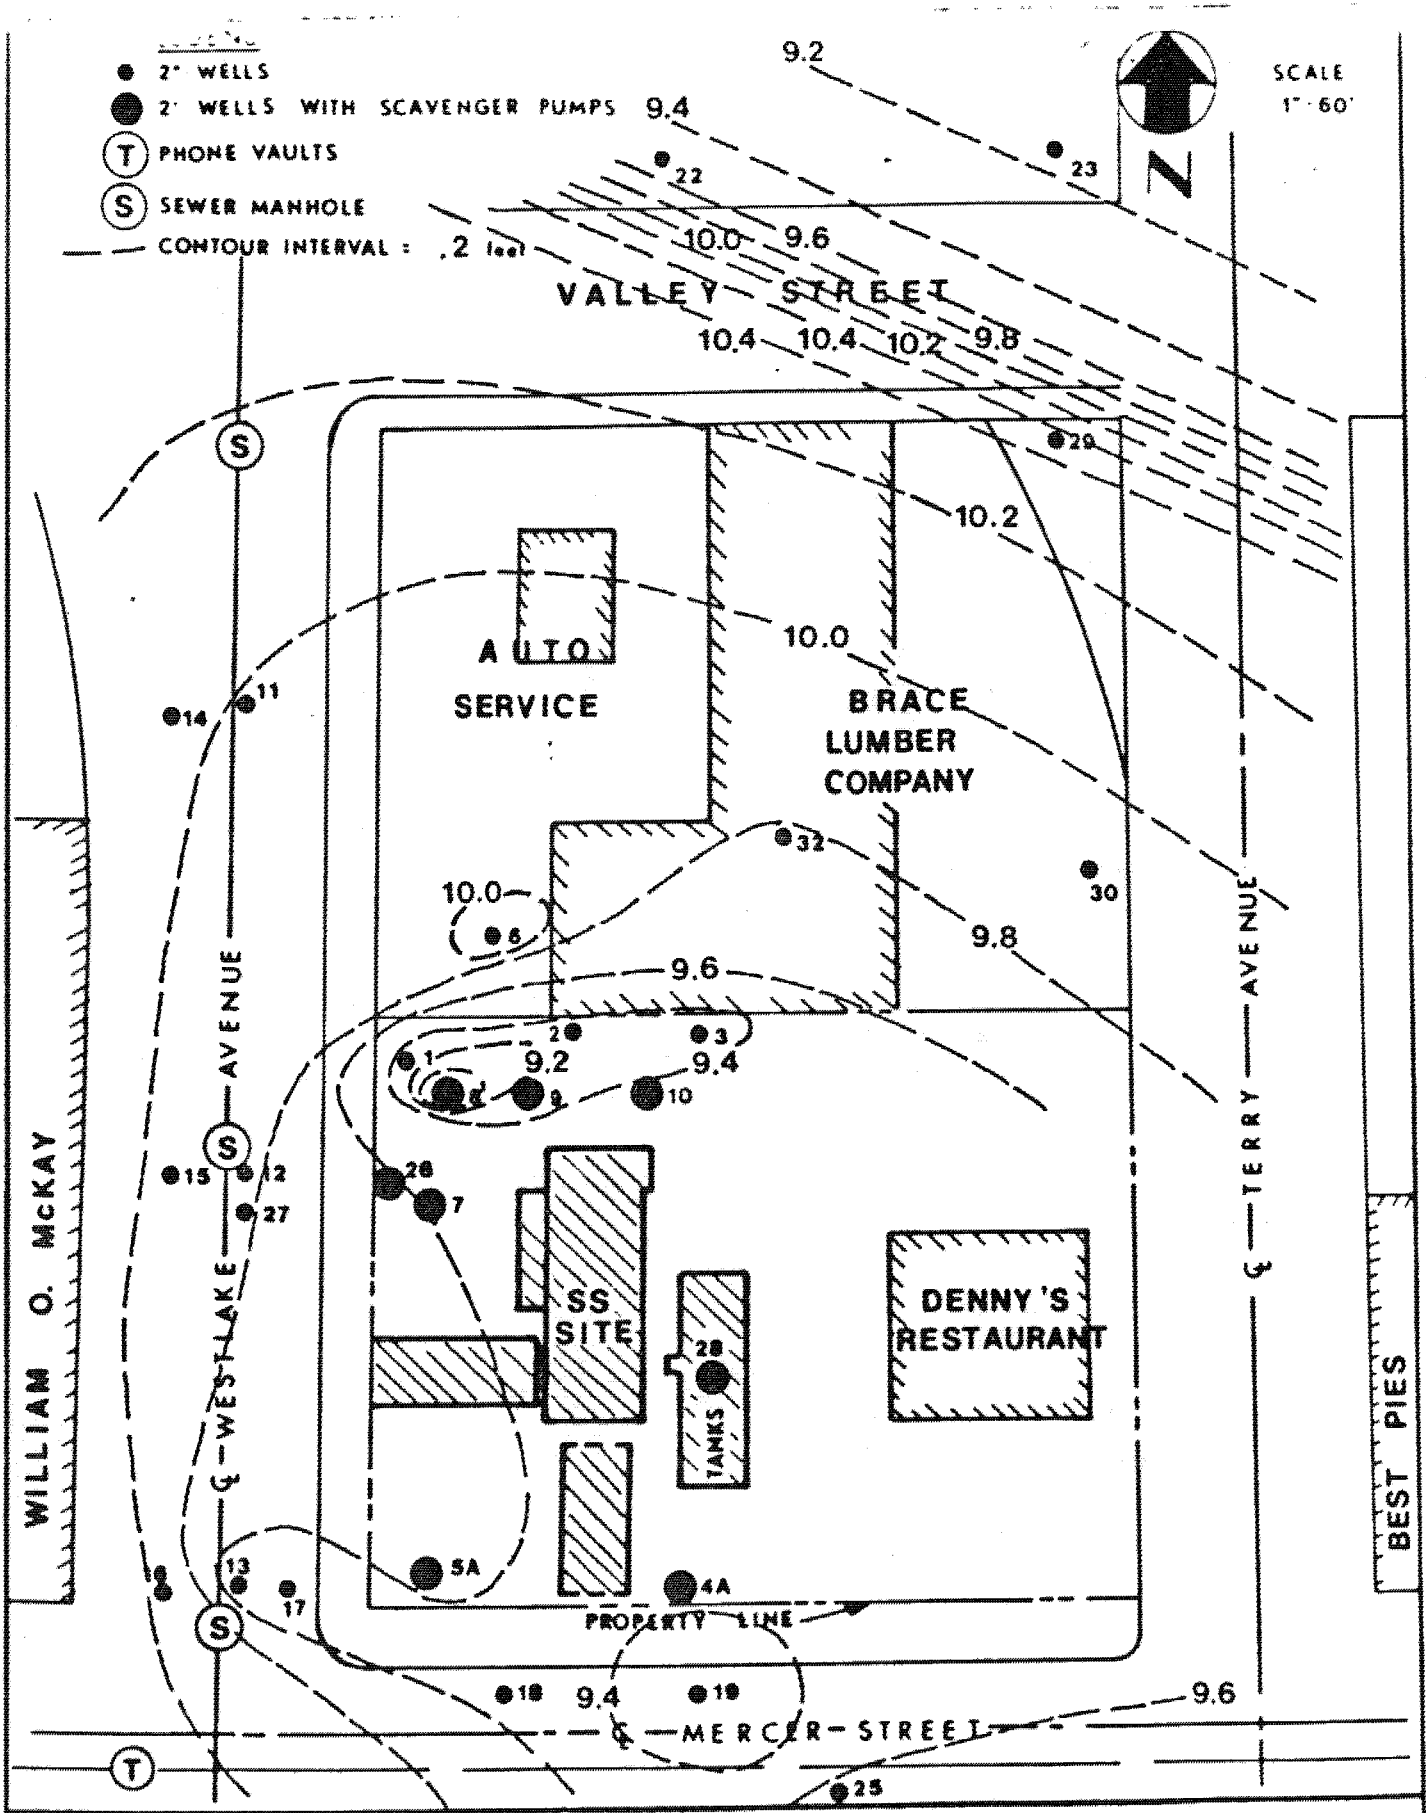 2" WELLS
2' WELLS WITH SCAVENGER PUMPS
T PHONE VAULTS
S SEWER MANHOLE
CONTOUR INTERVAL : .2 feet
N
SCALE
1"-60'
9.2
9.4
22
23
10.0 9.6
VALLEY STREET
10.4 10.4 10.2 9.8
S
29
10.2
AUTO
SERVICE
10.0
BRACE
LUMBER
COMPANY
14
11
32
30
10.0
9.8
9.6
2
3
1
9.2
9.4
9
10
S
15
12
27
26
7
SS
SITE
28
TANKS
DENNY'S
RESTAURANT
WILLIAM O. McKAY
℄ WESTLAKE AVENUE
℄ TERRY AVENUE
BEST PIES
13
17
5A
4A
S
PROPERTY LINE
18
9.4
19
9.6
℄ MERCER STREET
T
25